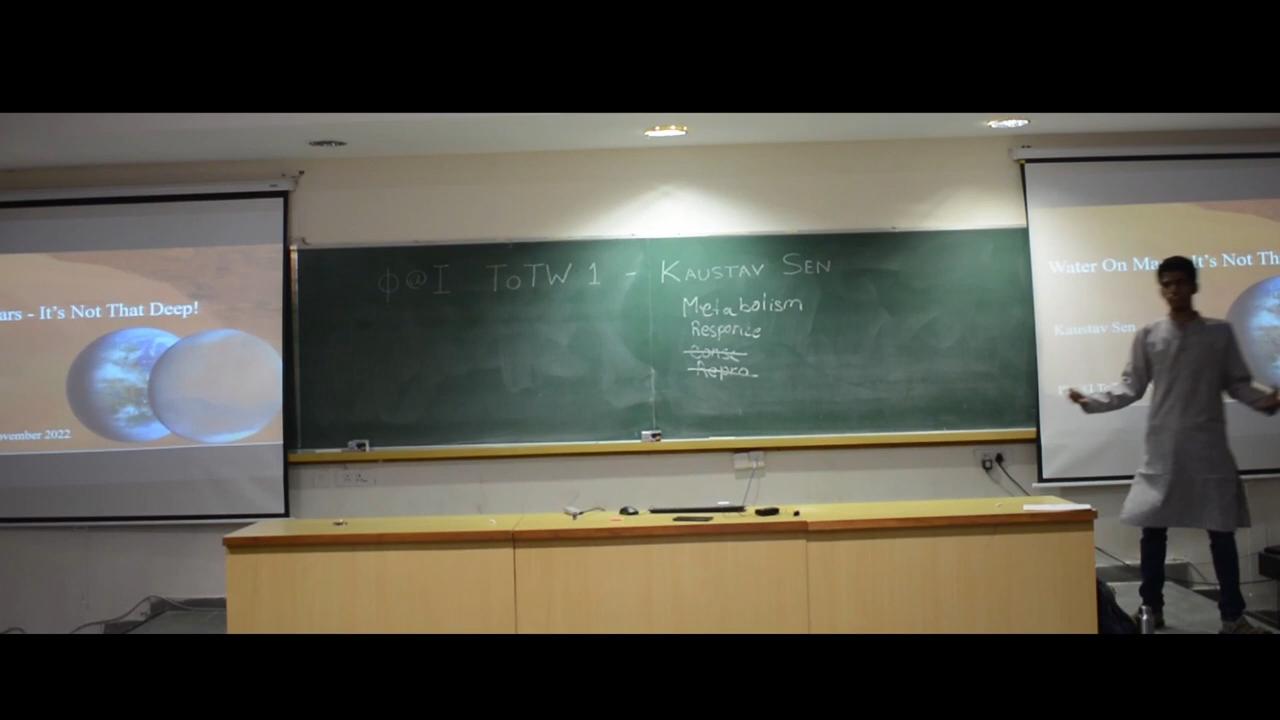 ars - It's Not That Deep!
ovember 2022
ϕ@I ToTW 1 - KAUSTAV SEN
Metabolism
Response
Consc
Repro
Water On Ma It's Not Th
Kaustav Sen